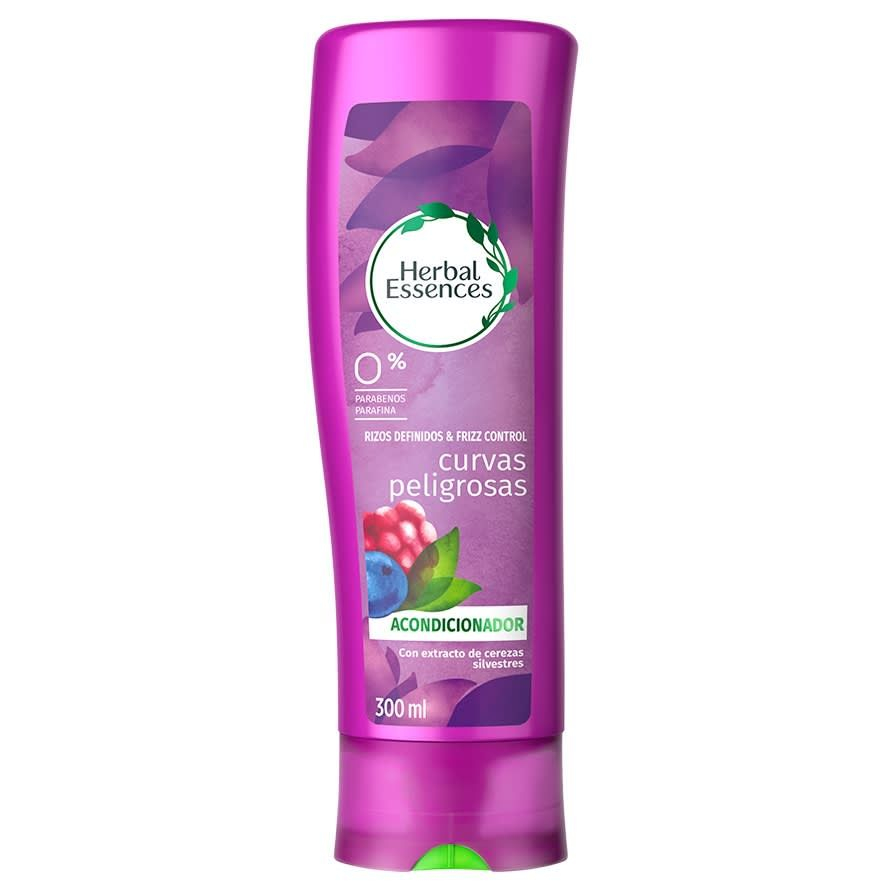 Herbal
Essences
0%
PARABENOS
PARAFINA
RIZOS DEFINIDOS & FRIZZ CONTROL
curvas
peligrosas
ACONDICIONADOR
Con extracto de cerezas
silvestres
300 ml